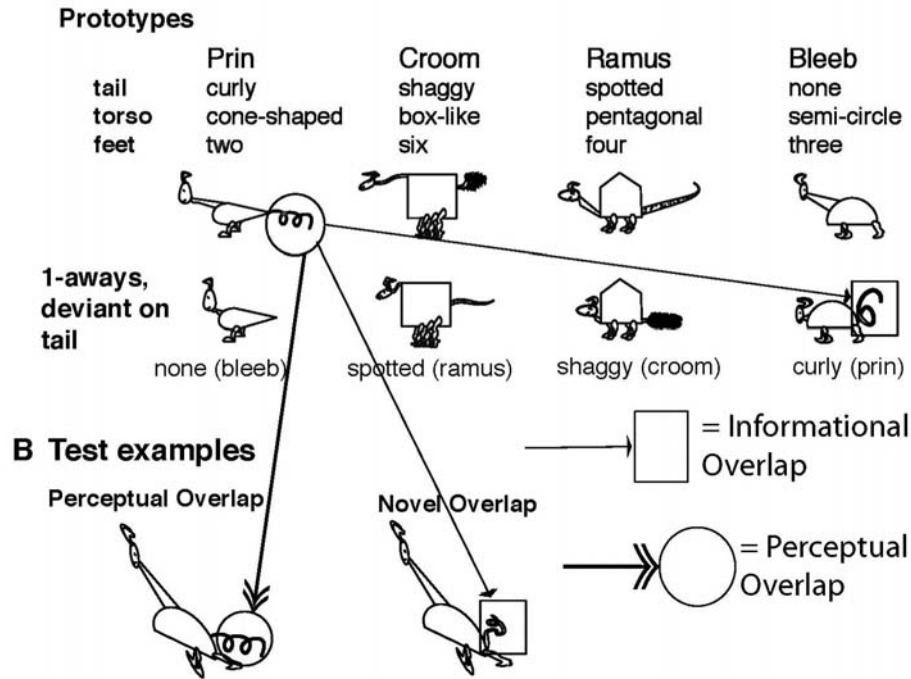 Prototypes
Prin Croom Ramus Bleeb
tail curly shaggy spotted none
torso cone-shaped box-like pentagonal semi-circle
feet two six four three
1-aways,
deviant on
tail
none (bleeb) spotted (ramus) shaggy (croom) curly (prin)
B Test examples
= Informational
Overlap
Perceptual Overlap Novel Overlap
= Perceptual
Overlap